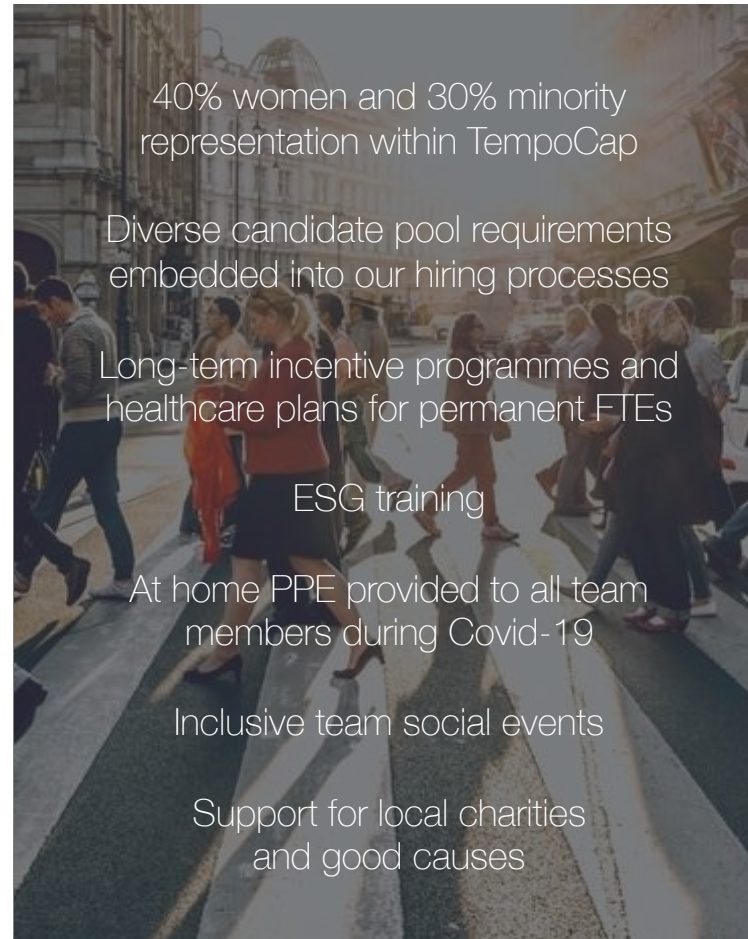 40% women and 30% minority
representation within TempoCap
Diverse candidate pool requirements
embedded into our hiring processes
Long-term incentive programmes and
healthcare plans for permanent FTEs
ESG training
At home PPE provided to all team
members during Covid-19
Inclusive team social events
Support for local charities
and good causes